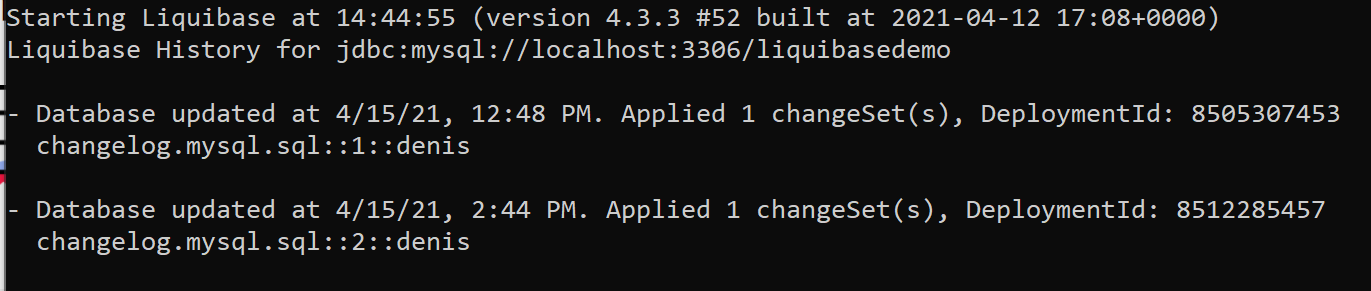 Starting Liquibase at 14:44:55 (version 4.3.3 #52 built at 2021-04-12 17:08+0000)
Liquibase History for jdbc:mysql://localhost:3306/liquibasedemo
- Database updated at 4/15/21, 12:48 PM. Applied 1 changeSet(s), DeploymentId: 8505307453
changelog.mysql.sql::1::denis
- Database updated at 4/15/21, 2:44 PM. Applied 1 changeSet(s), DeploymentId: 8512285457
changelog.mysql.sql::2::denis